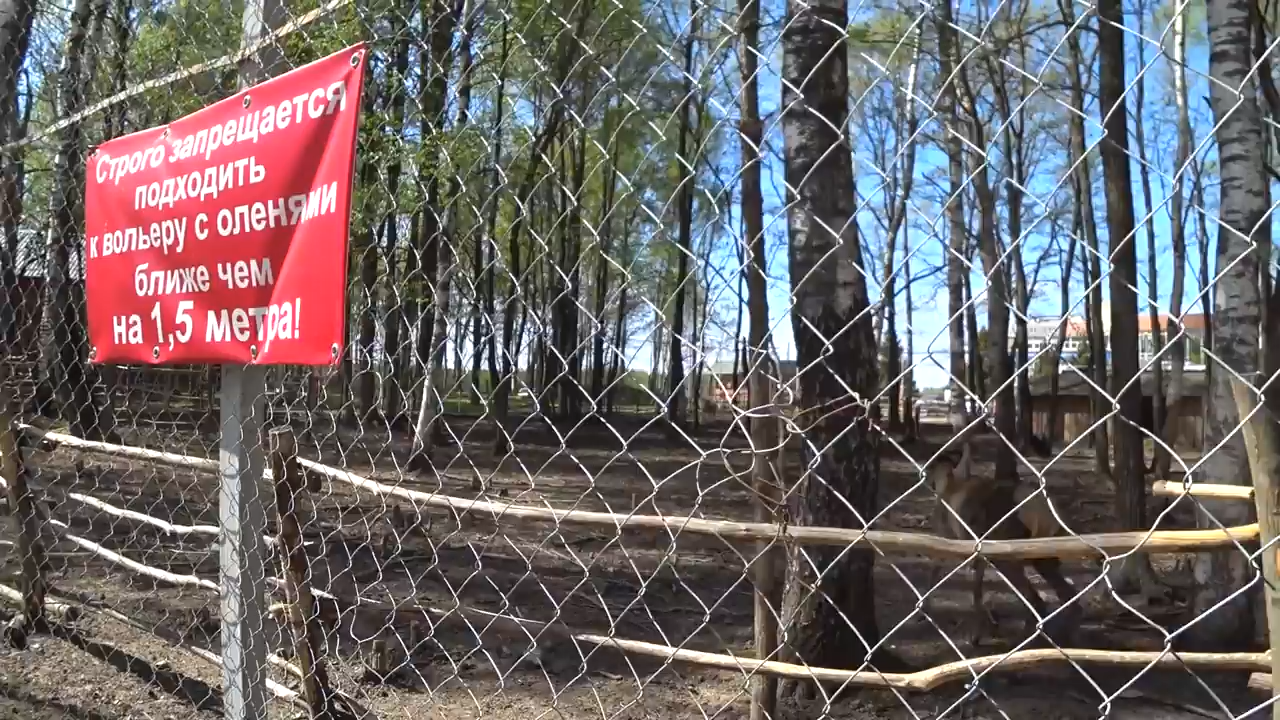 Строго запрещается
подходить
к вольеру с оленями
ближе чем
на 1,5 метра!